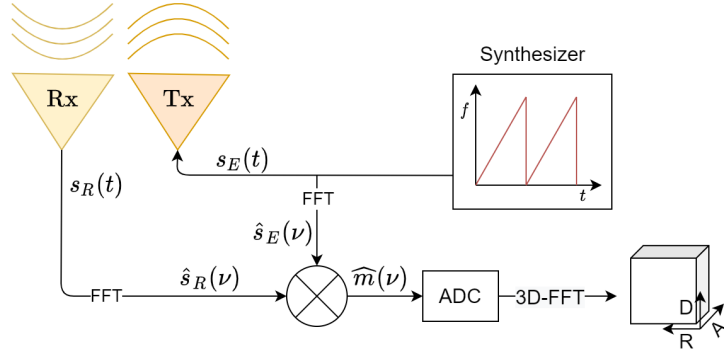 Synthesizer
Rx
Tx
f
t
s_E(t)
s_R(t)
FFT
ŝ_E(ν)
ŝ_R(ν)
m̂(ν)
FFT
ADC
3D-FFT
D
R
A